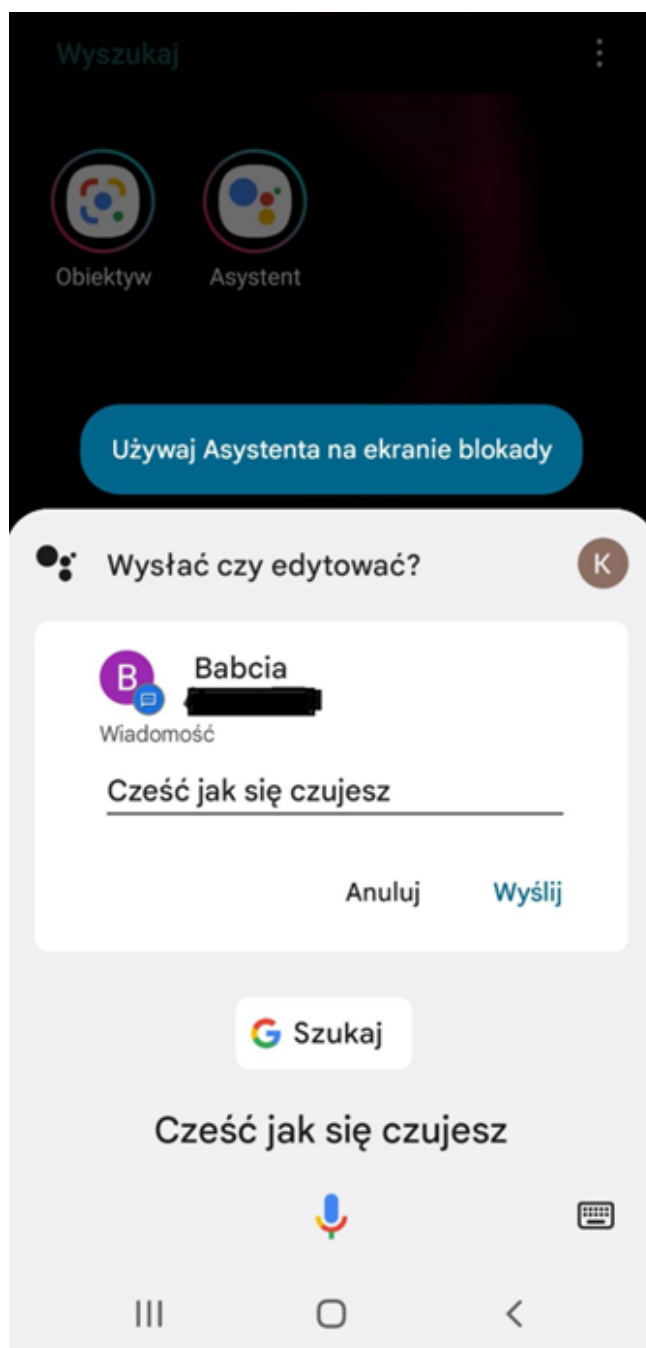 Wyszukaj
Obiektyw Asystent
Używaj Asystenta na ekranie blokady
Wysłać czy edytować?
K
B
Babcia
Wiadomość
Cześć jak się czujesz
Anuluj Wyślij
G Szukaj
Cześć jak się czujesz